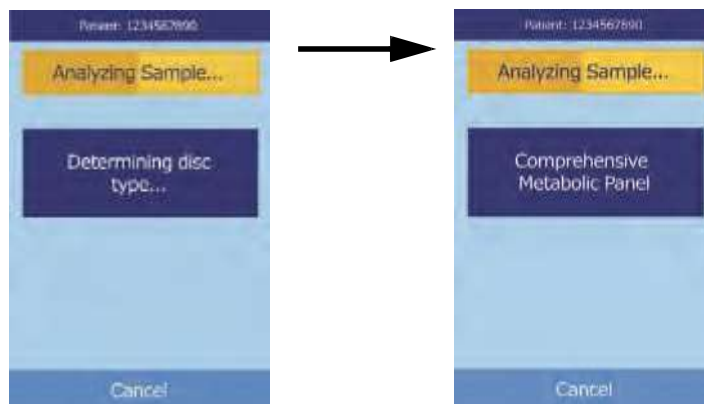 Patient: 1234567890
Analyzing Sample...
Determining disc
type...
Cancel
Patient: 1234567890
Analyzing Sample...
Comprehensive
Metabolic Panel
Cancel